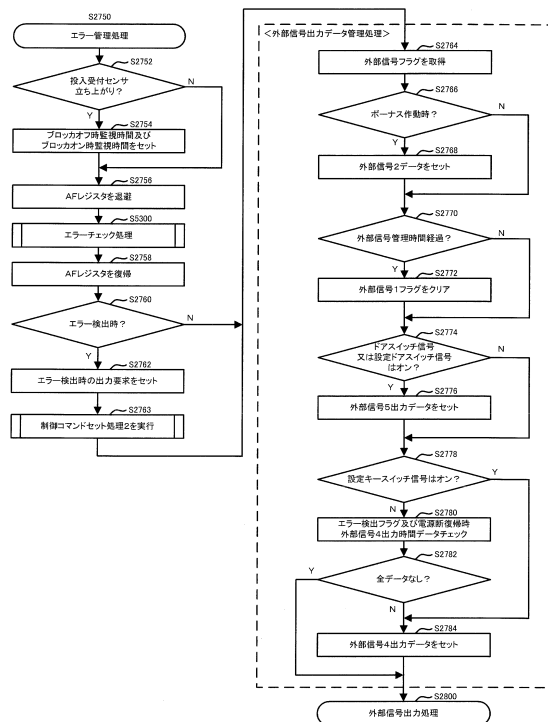 S2750
エラー管理処理
S2752
投入受付センサ
立ち上がり？
N
Y
S2754
ブロッカオフ時監視時間及び
ブロッカオン時監視時間をセット
S2756
AFレジスタを退避
S5300
エラーチェック処理
S2758
AFレジスタを復帰
S2760
エラー検出時？
N
Y
S2762
エラー検出時の出力要求をセット
S2763
制御コマンドセット処理2を実行
＜外部信号出力データ管理処理＞
S2764
外部信号フラグを取得
S2766
ボーナス作動時？
N
Y
S2768
外部信号2データをセット
S2770
外部信号管理時間経過？
N
Y
S2772
外部信号1フラグをクリア
S2774
ドアスイッチ信号
又は設定ドアスイッチ信号
はオン？
N
Y
S2776
外部信号5出力データをセット
S2778
設定キースイッチ信号はオン？
Y
N
S2780
エラー検出フラグ及び電源断復帰時
外部信号4出力時間データチェック
S2782
全データなし？
Y
N
S2784
外部信号4出力データをセット
S2800
外部信号出力処理